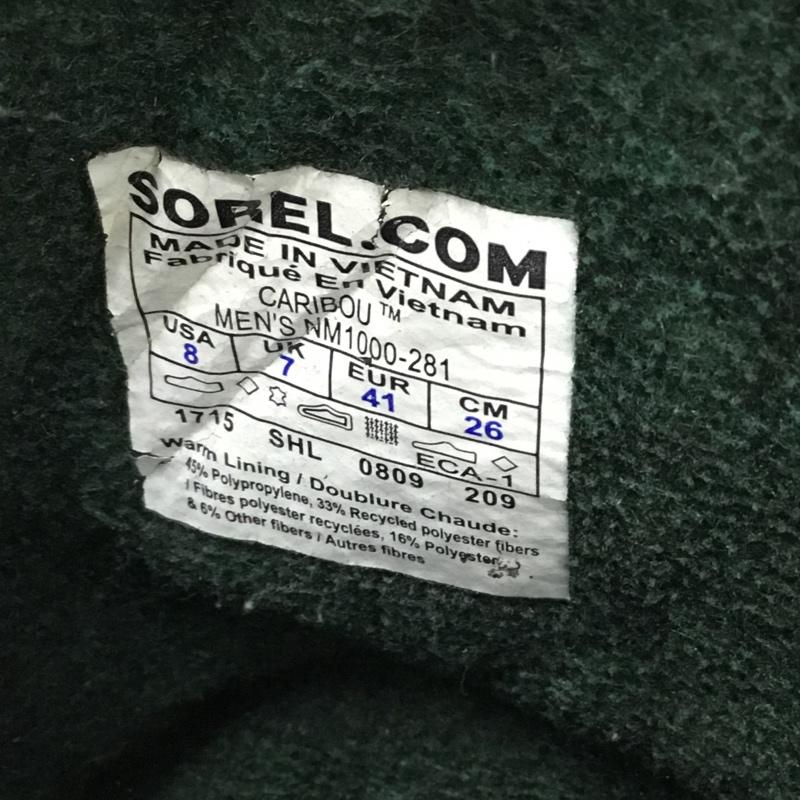 SOREL.COM
MADE IN VIETNAM
Fabriqué En Vietnam
CARIBOU ™
MEN'S NM1000-281
USA UK EUR CM
8 7 41 26
ECA-1
1715 SHL 0809 209
Warm Lining / Doublure Chaude:
45% Polypropylene, 33% Recycled polyester fibers
/ Fibres polyester recyclées, 16% Polyester
& 6% Other fibers / Autres fibres